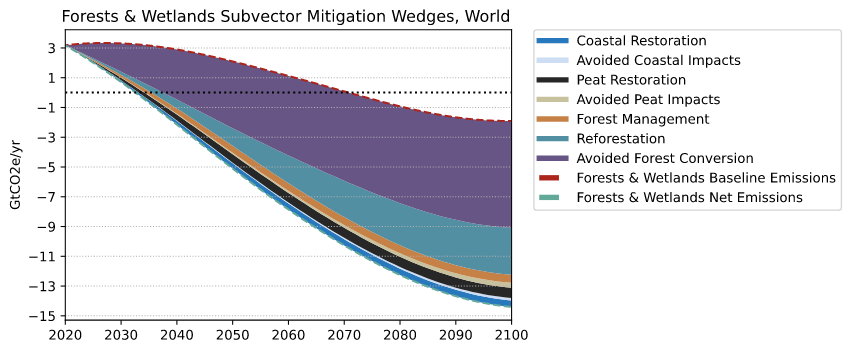 Forests & Wetlands Subvector Mitigation Wedges, World
GtCO2e/yr
3
1
−1
−3
−5
−7
−9
−11
−13
−15
2020 2030 2040 2050 2060 2070 2080 2090 2100
Coastal Restoration
Avoided Coastal Impacts
Peat Restoration
Avoided Peat Impacts
Forest Management
Reforestation
Avoided Forest Conversion
Forests & Wetlands Baseline Emissions
Forests & Wetlands Net Emissions